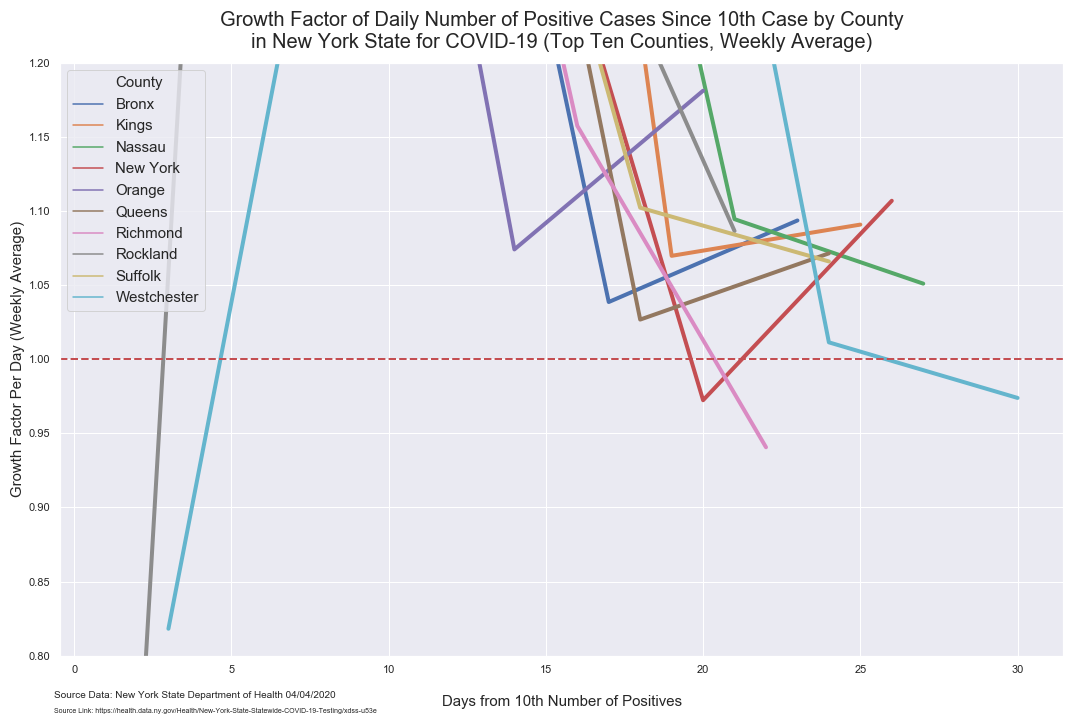 Growth Factor of Daily Number of Positive Cases Since 10th Case by County
in New York State for COVID-19 (Top Ten Counties, Weekly Average)
Growth Factor Per Day (Weekly Average)
1.20
1.15
1.10
1.05
1.00
0.95
0.90
0.85
0.80
County
Bronx
Kings
Nassau
New York
Orange
Queens
Richmond
Rockland
Suffolk
Westchester
0 5 10 15 20 25 30
Days from 10th Number of Positives
Source Data: New York State Department of Health 04/04/2020
Source Link: https://health.data.ny.gov/Health/New-York-State-Statewide-COVID-19-Testing/xdss-u53e